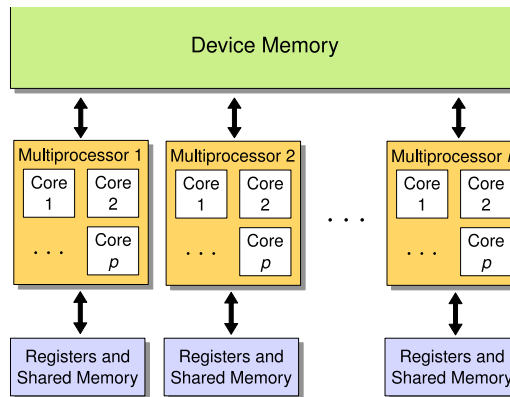 Device Memory
Multiprocessor 1
Core
1
Core
2
. . .
Core
p
Multiprocessor 2
Core
1
Core
2
. . .
Core
p
. . .
Multiprocessor
Core
1
Core
2
. . .
Core
p
Registers and
Shared Memory
Registers and
Shared Memory
Registers and
Shared Memory